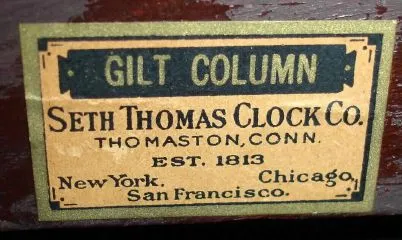 GILT COLUMN
SETH THOMAS CLOCK CO.
THOMASTON, CONN.
EST. 1813
New York. Chicago,
San Francisco.